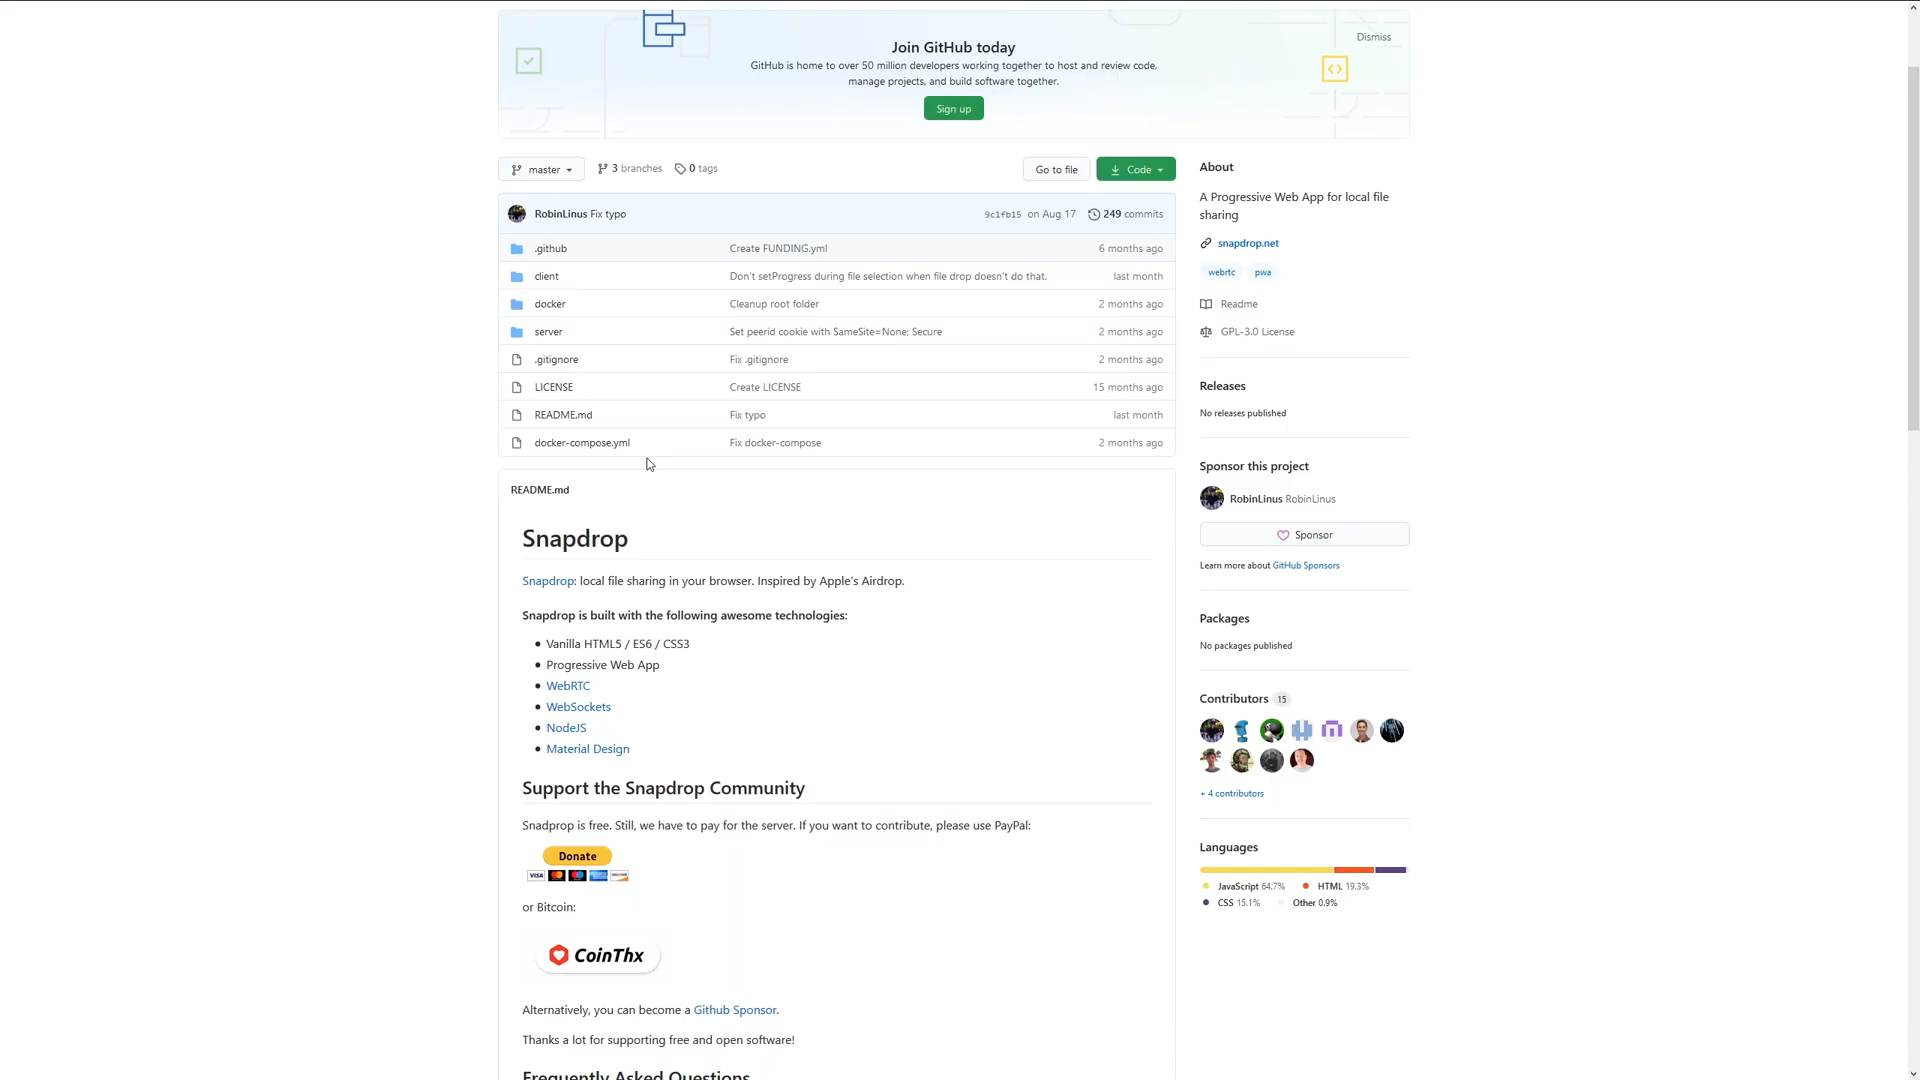 Join GitHub today
Dismiss
GitHub is home to over 50 million developers working together to host and review code,
manage projects, and build software together.
Sign up
master
3 branches
0 tags
Go to file
Code
RobinLinus Fix typo
9c1fb15 on Aug 17
249 commits
.github Create FUNDING.yml 6 months ago
client Don't setProgress during file selection when file drop doesn't do that. last month
docker Cleanup root folder 2 months ago
server Set peerid cookie with SameSite=None; Secure 2 months ago
.gitignore Fix .gitignore 2 months ago
LICENSE Create LICENSE 15 months ago
README.md Fix typo last month
docker-compose.yml Fix docker-compose 2 months ago
README.md
Snapdrop
Snapdrop: local file sharing in your browser. Inspired by Apple's Airdrop.
Snapdrop is built with the following awesome technologies:
Vanilla HTML5 / ES6 / CSS3
Progressive Web App
WebRTC
WebSockets
NodeJS
Material Design
Support the Snapdrop Community
Snadprop is free. Still, we have to pay for the server. If you want to contribute, please use PayPal:
Donate
VISA
DISCOVER
or Bitcoin:
CoinThx
Alternatively, you can become a Github Sponsor.
Thanks a lot for supporting free and open software!
Frequently Asked Questions
About
A Progressive Web App for local file
sharing
snapdrop.net
webrtc pwa
Readme
GPL-3.0 License
Releases
No releases published
Sponsor this project
RobinLinus RobinLinus
Sponsor
Learn more about GitHub Sponsors
Packages
No packages published
Contributors 15
+ 4 contributors
Languages
JavaScript 64.7% HTML 19.3%
CSS 15.1% Other 0.9%